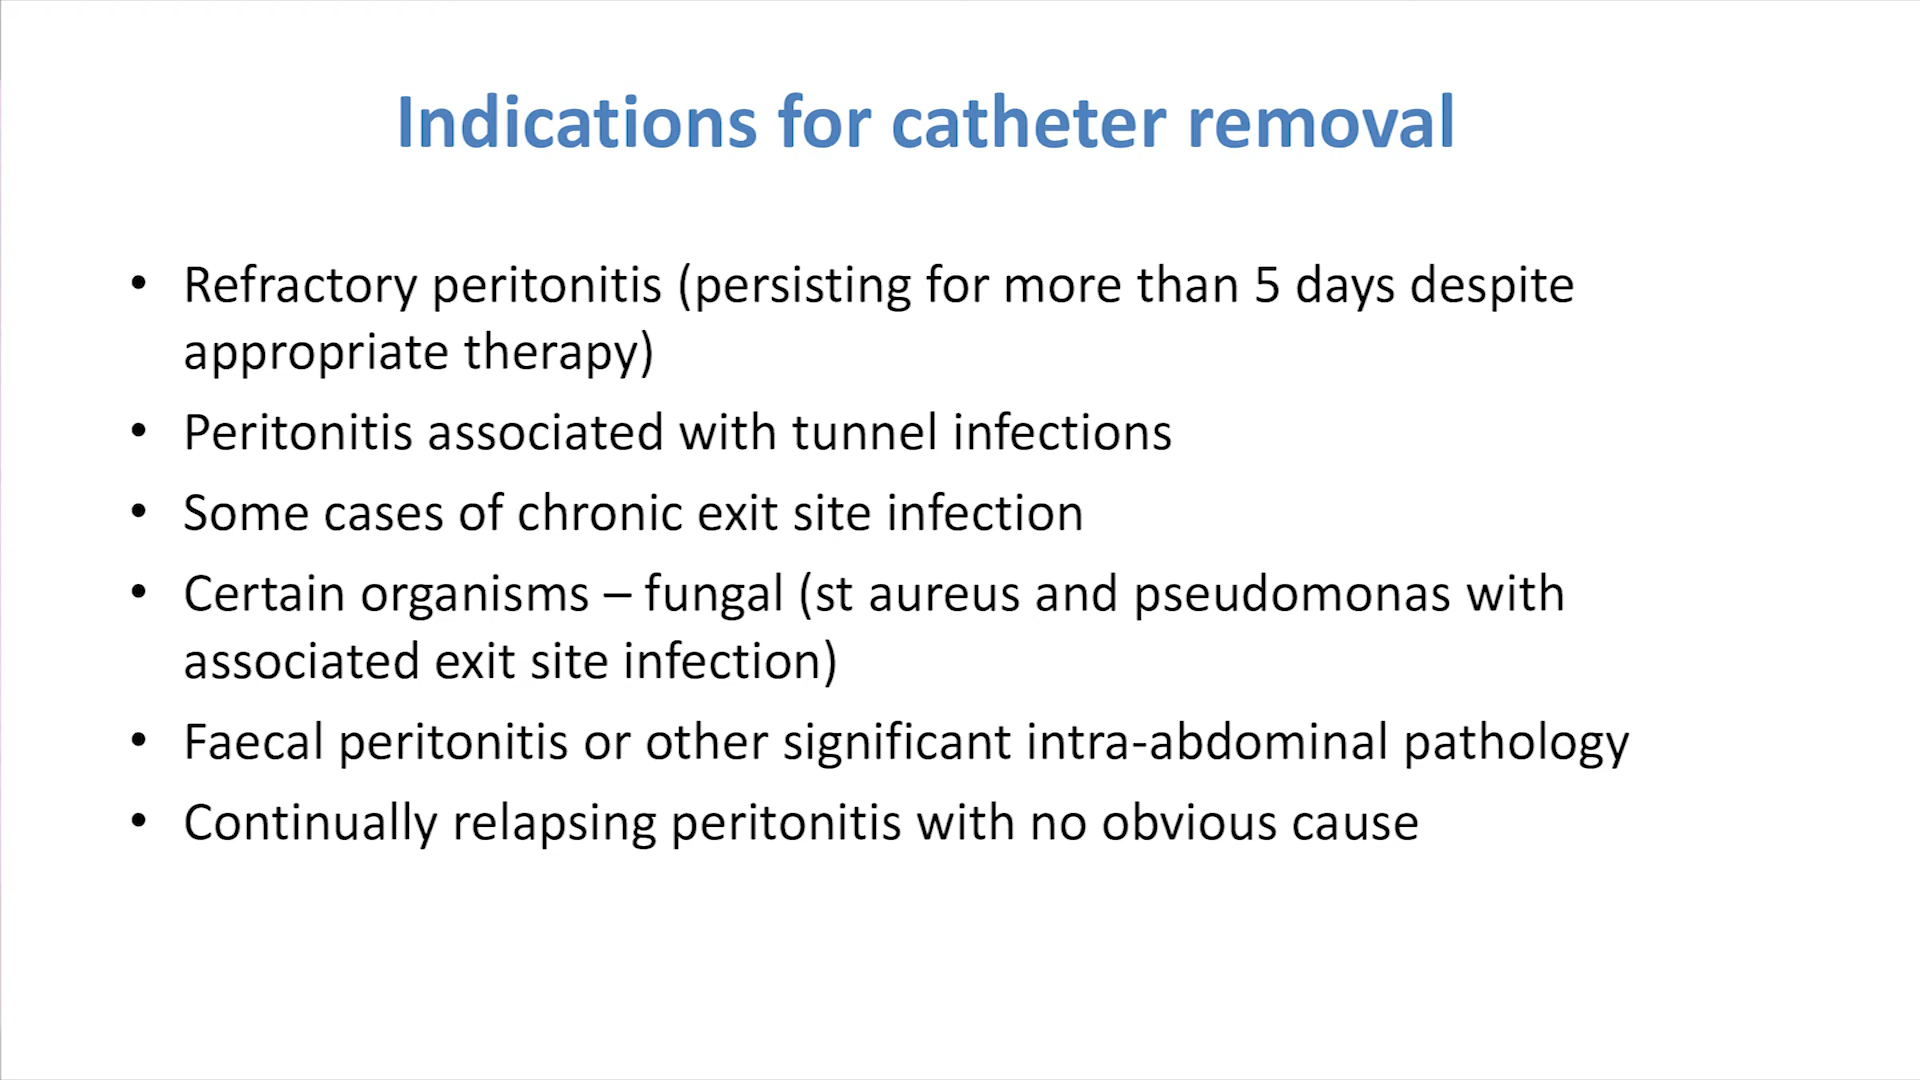 Indications for catheter removal
• Refractory peritonitis (persisting for more than 5 days despite
appropriate therapy)
• Peritonitis associated with tunnel infections
• Some cases of chronic exit site infection
• Certain organisms – fungal (st aureus and pseudomonas with
associated exit site infection)
• Faecal peritonitis or other significant intra-abdominal pathology
• Continually relapsing peritonitis with no obvious cause